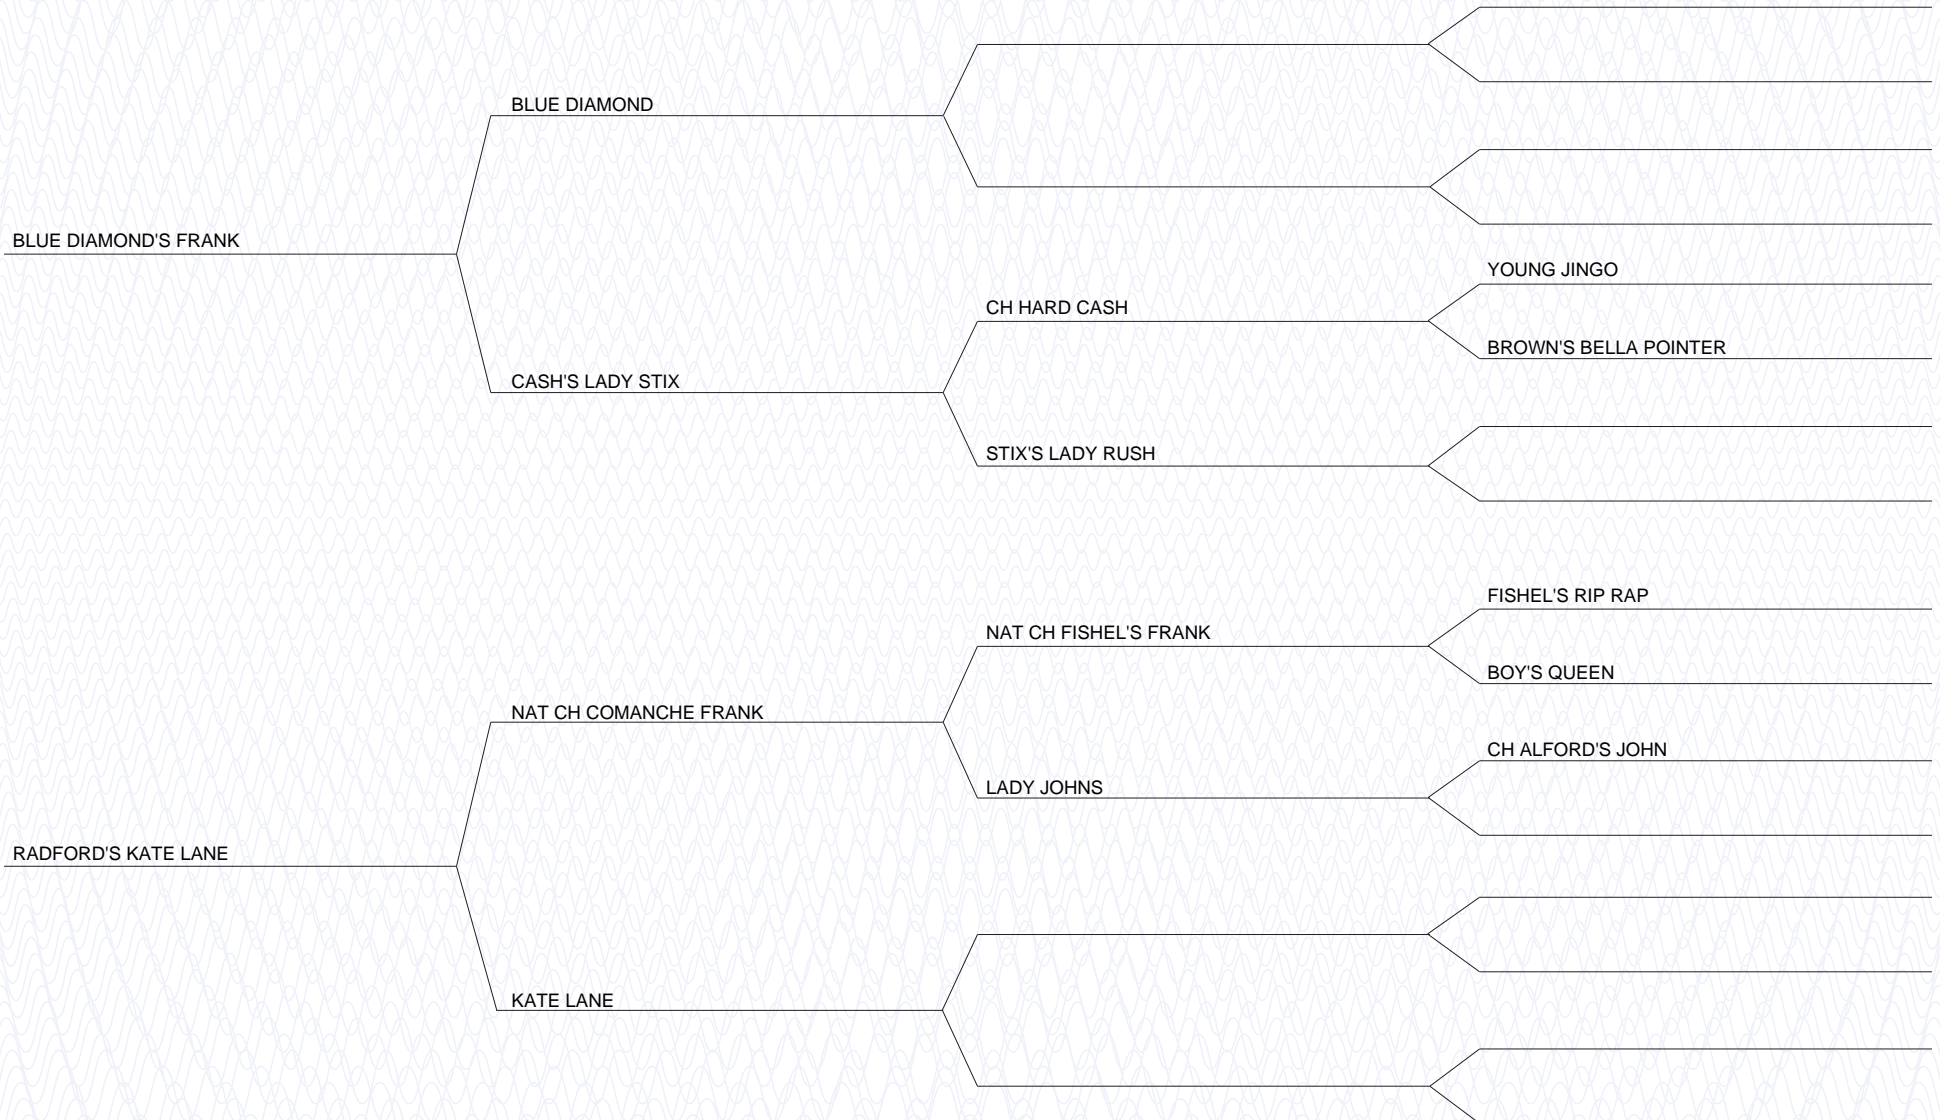 BLUE DIAMOND
BLUE DIAMOND'S FRANK
YOUNG JINGO
CH HARD CASH
BROWN'S BELLA POINTER
CASH'S LADY STIX
STIX'S LADY RUSH
FISHEL'S RIP RAP
NAT CH FISHEL'S FRANK
BOY'S QUEEN
NAT CH COMANCHE FRANK
CH ALFORD'S JOHN
LADY JOHNS
RADFORD'S KATE LANE
KATE LANE